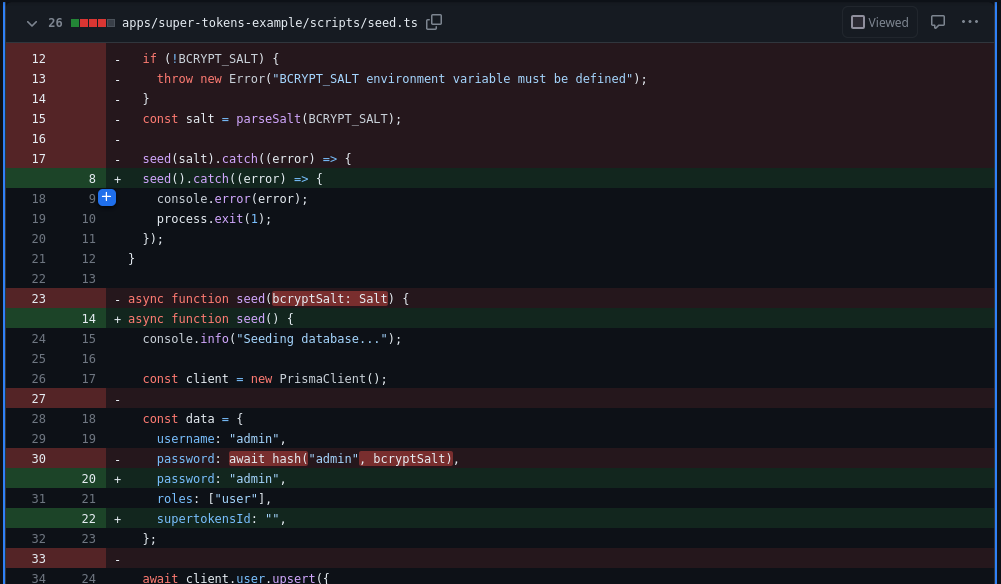 26 apps/super-tokens-example/scripts/seed.ts Viewed
12 - if (!BCRYPT_SALT) {
13 - throw new Error("BCRYPT_SALT environment variable must be defined");
14 - }
15 - const salt = parseSalt(BCRYPT_SALT);
16 -
17 - seed(salt).catch((error) => {
8 + seed().catch((error) => {
18 9 console.error(error);
19 10 process.exit(1);
20 11 });
21 12 }
22 13
23 - async function seed(bcryptSalt: Salt) {
14 + async function seed() {
24 15 console.info("Seeding database...");
25 16
26 17 const client = new PrismaClient();
27 -
28 18 const data = {
29 19 username: "admin",
30 - password: await hash("admin", bcryptSalt),
20 + password: "admin",
31 21 roles: ["user"],
22 + supertokensId: "",
32 23 };
33 -
34 24 await client.user.upsert({